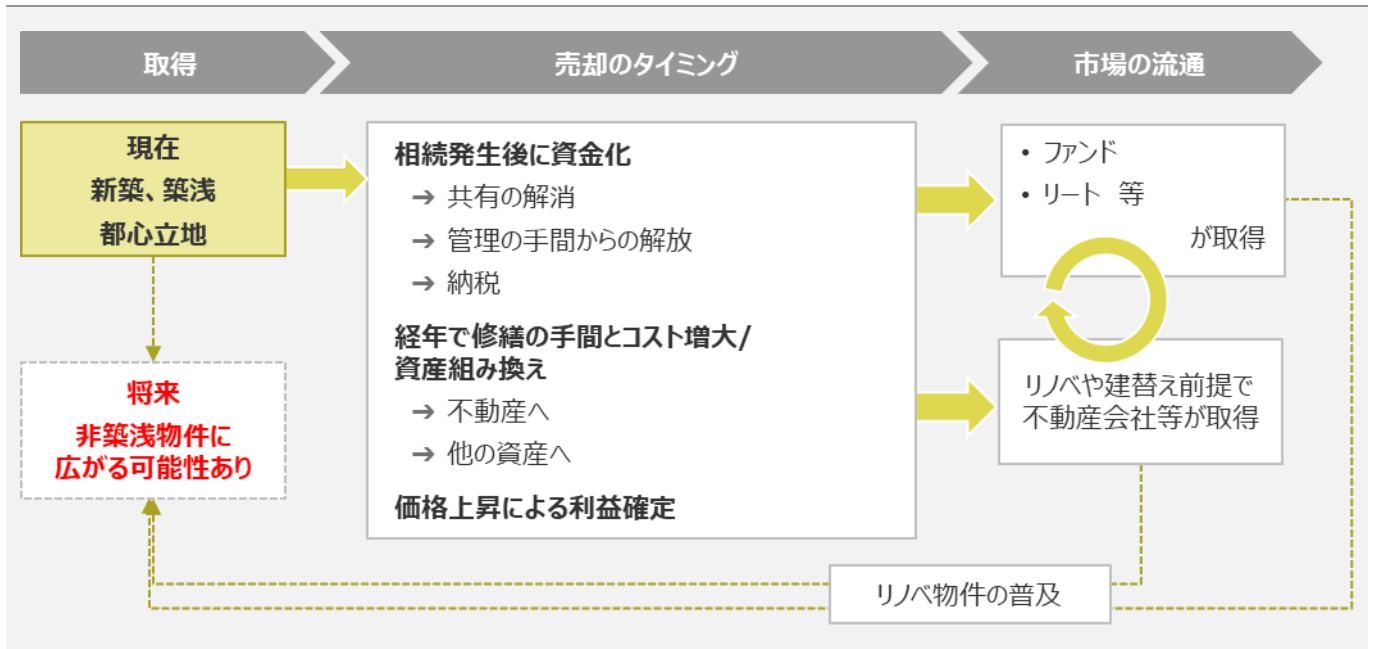 取得
売却のタイミング
市場の流通
現在
新築、築浅
都心立地
将来
非築浅物件に
広がる可能性あり
相続発生後に資金化
→ 共有の解消
→ 管理の手間からの解放
→ 納税
経年で修繕の手間とコスト増大/
資産組み換え
→ 不動産へ
→ 他の資産へ
価格上昇による利益確定
• ファンド
• リート 等
が取得
リノベや建替え前提で
不動産会社等が取得
リノベ物件の普及